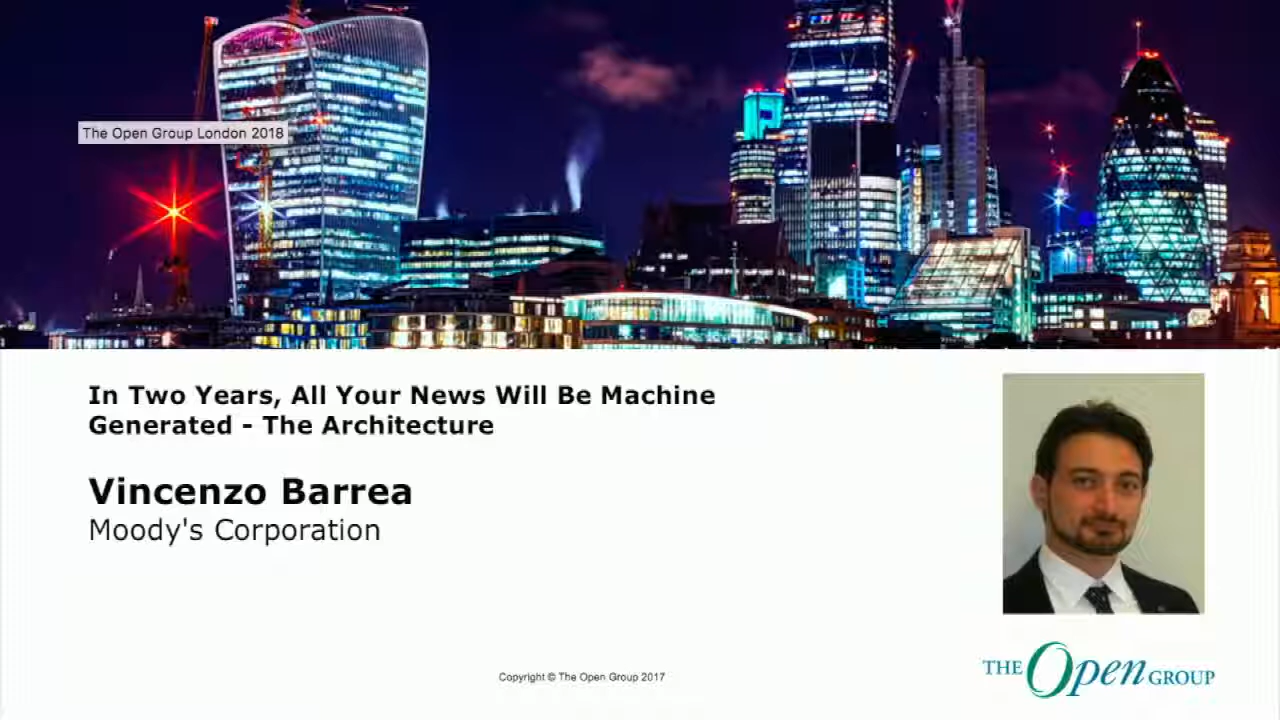 The Open Group London 2018
In Two Years, All Your News Will Be Machine
Generated - The Architecture
Vincenzo Barrea
Moody's Corporation
Copyright © The Open Group 2017
THE Open GROUP